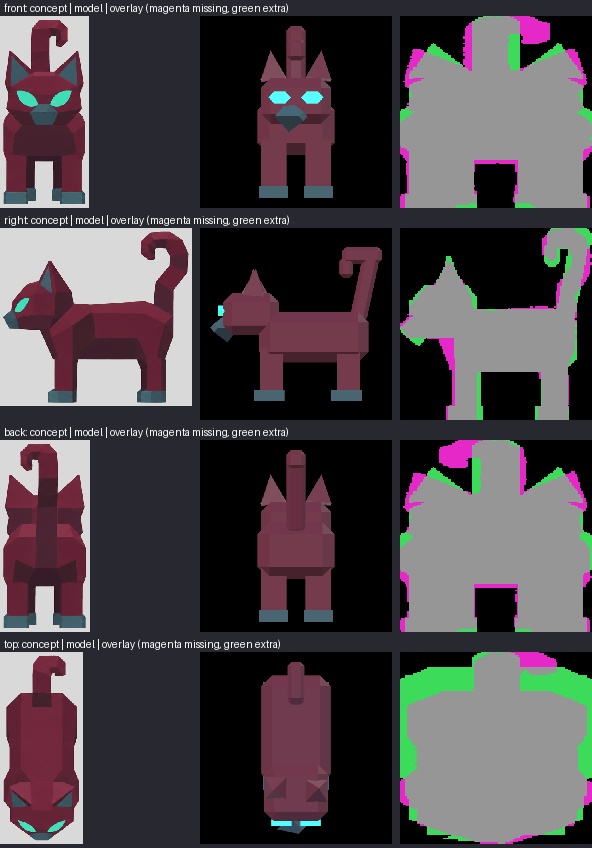 front: concept | model | overlay (magenta missing, green extra)
right: concept | model | overlay (magenta missing, green extra)
back: concept | model | overlay (magenta missing, green extra)
top: concept | model | overlay (magenta missing, green extra)